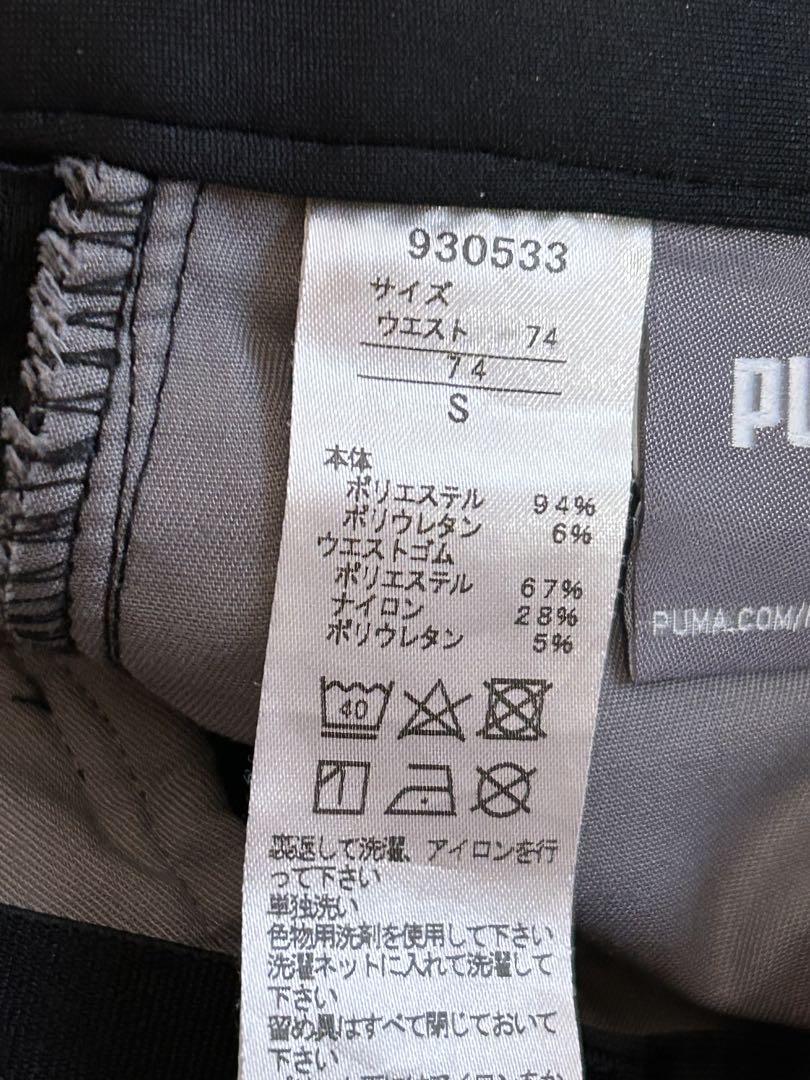 930533
サイズ
ウエスト 74
74
S
本体
ポリエステル 94%
ポリウレタン 6%
ウエストゴム
ポリエステル 67%
ナイロン 28%
ポリウレタン 5%
40
裏返して洗濯、アイロンを行
って下さい
単独洗い
色物用洗剤を使用して下さい
洗濯ネットに入れて洗濯して
下さい
留め具はすべて閉じておいて
下さい
PU
PUMA.COM/